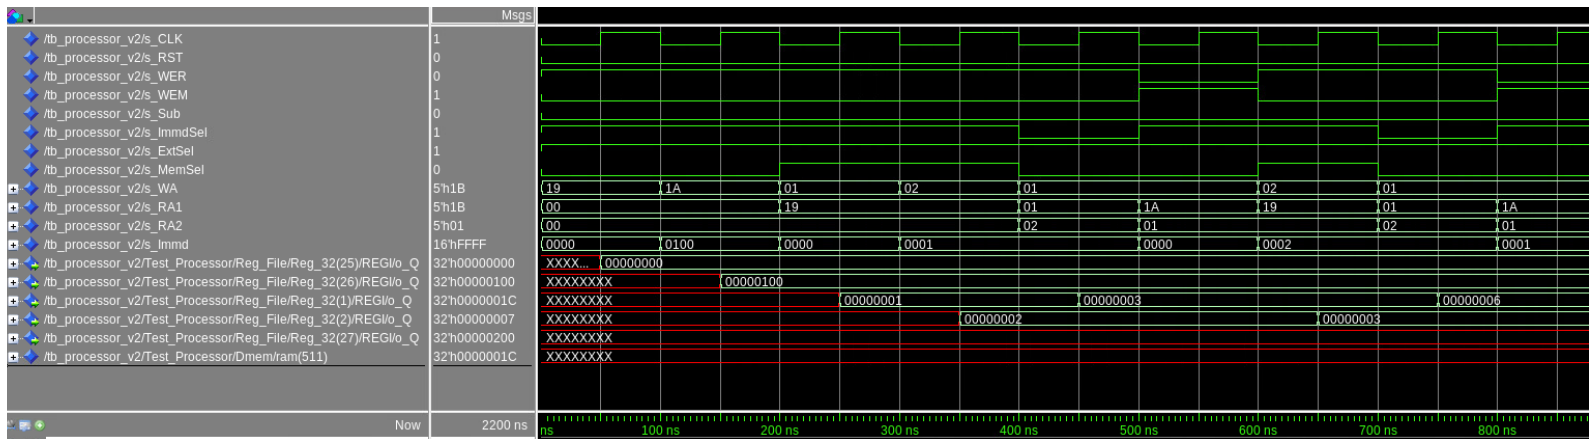 Msgs
/tb_processor_v2/s_CLK 1
/tb_processor_v2/s_RST 0
/tb_processor_v2/s_WER 0
/tb_processor_v2/s_WEM 1
/tb_processor_v2/s_Sub 0
/tb_processor_v2/s_ImmdSel 1
/tb_processor_v2/s_ExtSel 1
/tb_processor_v2/s_MemSel 0
/tb_processor_v2/s_WA 5'h1B 19 1A 01 02 01 02 01
/tb_processor_v2/s_RA1 5'h1B 00 19 01 1A 19 01 1A
/tb_processor_v2/s_RA2 5'h01 00 02 01 02 01
/tb_processor_v2/s_Immd 16'hFFFF 0000 0100 0000 0001 0000 0002 0001
/tb_processor_v2/Test_Processor/Reg_File/Reg_32(25)/REGI/o_Q 32'h00000000 XXXX... 00000000
/tb_processor_v2/Test_Processor/Reg_File/Reg_32(26)/REGI/o_Q 32'h00000100 XXXXXXXX 00000100
/tb_processor_v2/Test_Processor/Reg_File/Reg_32(1)/REGI/o_Q 32'h0000001C XXXXXXXX 00000001 00000003 00000006
/tb_processor_v2/Test_Processor/Reg_File/Reg_32(2)/REGI/o_Q 32'h00000007 XXXXXXXX 00000002 00000003
/tb_processor_v2/Test_Processor/Reg_File/Reg_32(27)/REGI/o_Q 32'h00000200 XXXXXXXX
/tb_processor_v2/Test_Processor/Dmem/ram(511) 32'h0000001C XXXXXXXX
Now 2200 ns ns 100 ns 200 ns 300 ns 400 ns 500 ns 600 ns 700 ns 800 ns